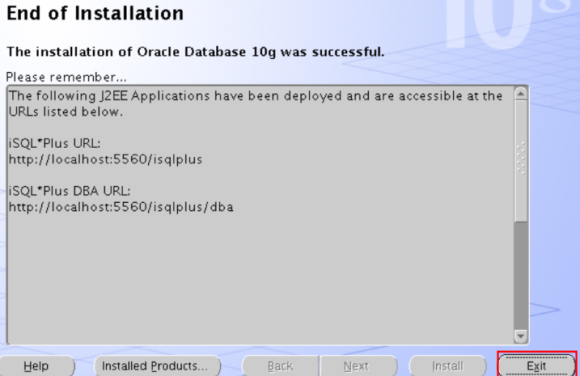 10g
End of Installation
The installation of Oracle Database 10g was successful.
Please remember...
The following J2EE Applications have been deployed and are accessible at the
URLs listed below.
iSQL*Plus URL:
http://localhost:5560/isqlplus
iSQL*Plus DBA URL:
http://localhost:5560/isqlplus/dba
Help
Installed Products...
Back
Next
Install
Exit